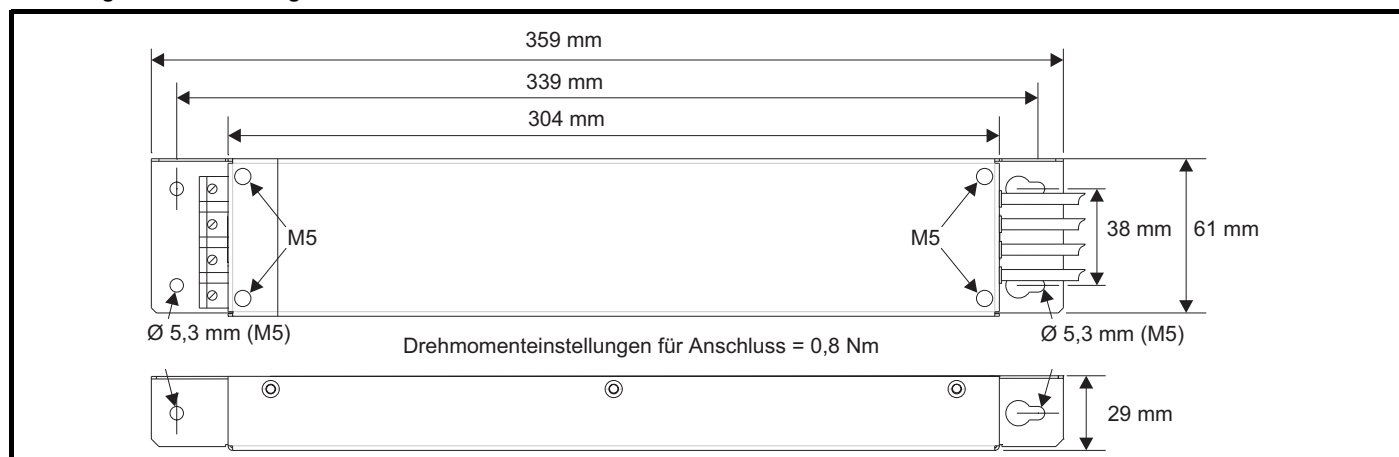 359 mm
339 mm
304 mm
M5
M5
38 mm
61 mm
Ø 5,3 mm (M5)
Drehmomenteinstellungen für Anschluss = 0,8 Nm
Ø 5,3 mm (M5)
29 mm